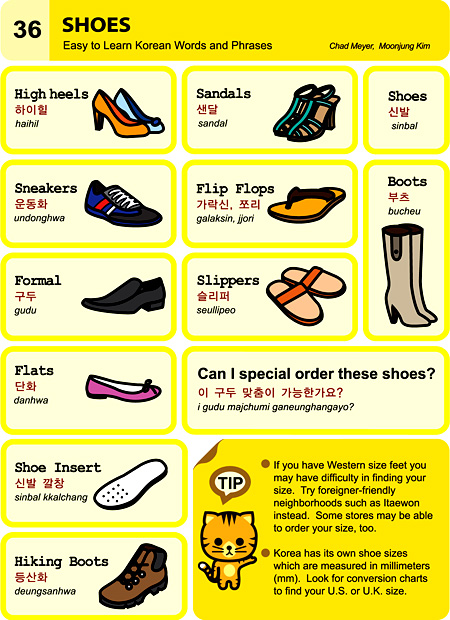 36
SHOES
Easy to Learn Korean Words and Phrases
Chad Meyer, Moonjung Kim
High heels
하이힐
haihil
Sandals
샌달
sandal
Shoes
신발
sinbal
Sneakers
운동화
undonghwa
Flip Flops
가락신, 쪼리
galaksin, jjori
Boots
부츠
bucheu
Formal
구두
gudu
Slippers
슬리퍼
seullipeo
Flats
단화
danhwa
Can I special order these shoes?
이 구두 맞춤이 가능한가요?
i gudu majchumi ganeunghangayo?
Shoe Insert
신발 깔창
sinbal kkalchang
Hiking Boots
등산화
deungsanhwa
TIP
If you have Western size feet you
may have difficulty in finding your
size. Try foreigner-friendly
neighborhoods such as Itaewon
instead. Some stores may be able
to order your size, too.
Korea has its own shoe sizes
which are measured in millimeters
(mm). Look for conversion charts
to find your U.S. or U.K. size.